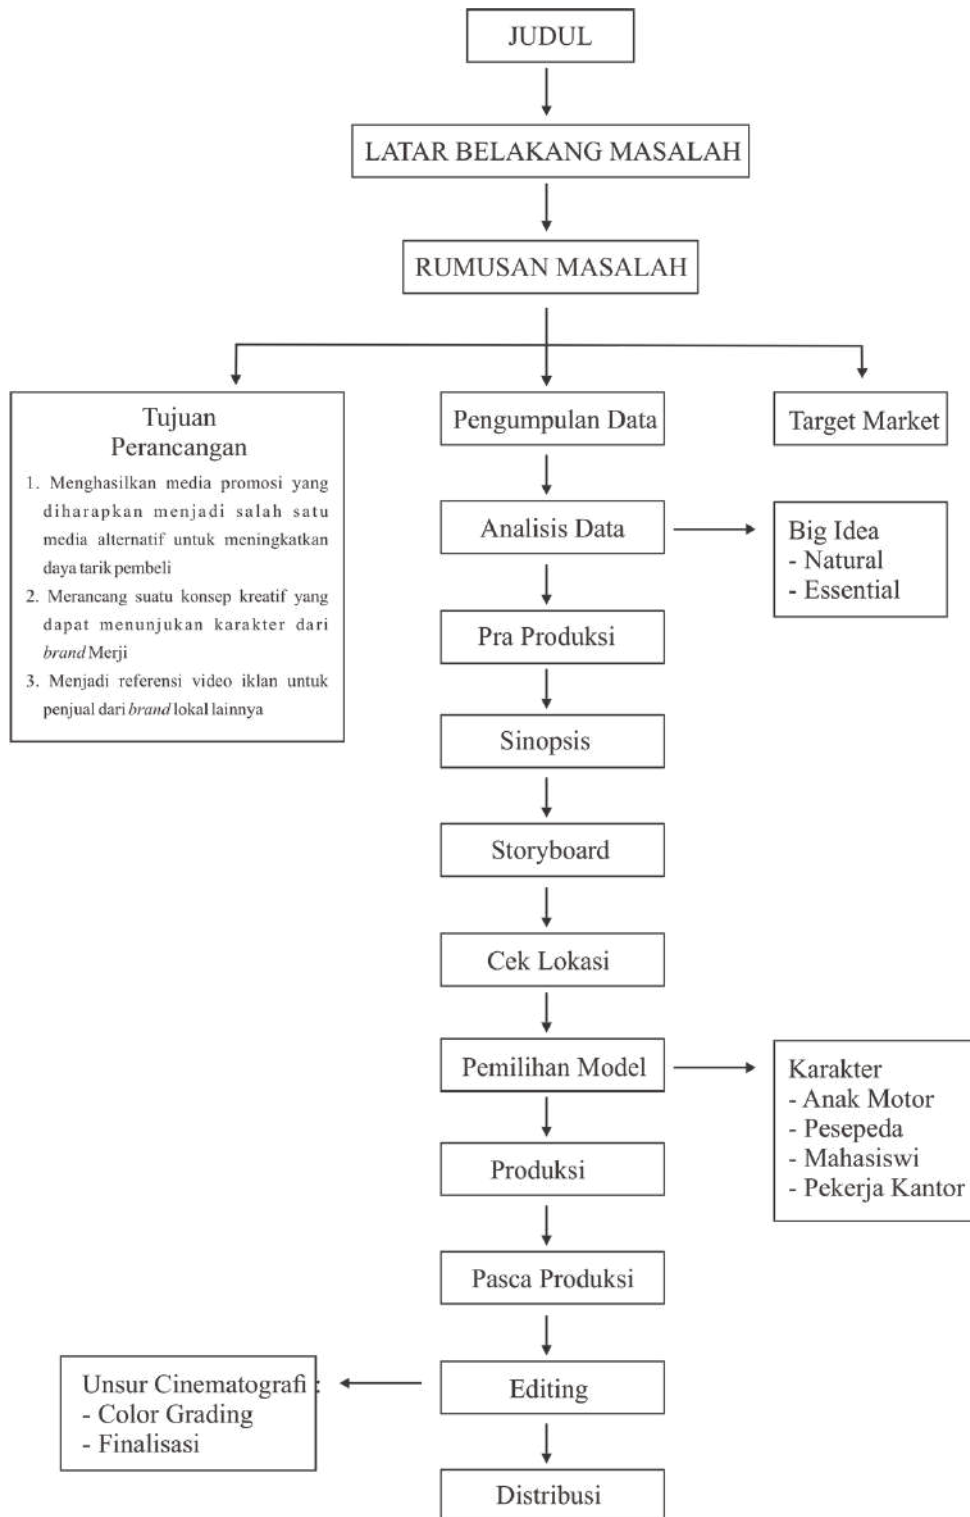 JUDUL
LATAR BELAKANG MASALAH
RUMUSAN MASALAH
Tujuan
Perancangan
1. Menghasilkan media promosi yang
diharapkan menjadi salah satu
media alternatif untuk meningkatkan
daya tarik pembeli
2. Merancang suatu konsep kreatif yang
dapat menunjukan karakter dari
brand Merji
3. Menjadi referensi video iklan untuk
penjual dari brand lokal lainnya
Pengumpulan Data
Target Market
Analisis Data
Big Idea
- Natural
- Essential
Pra Produksi
Sinopsis
Storyboard
Cek Lokasi
Pemilihan Model
Karakter
- Anak Motor
- Pesepeda
- Mahasiswi
- Pekerja Kantor
Produksi
Pasca Produksi
Editing
Unsur Cinematografi :
- Color Grading
- Finalisasi
Distribusi